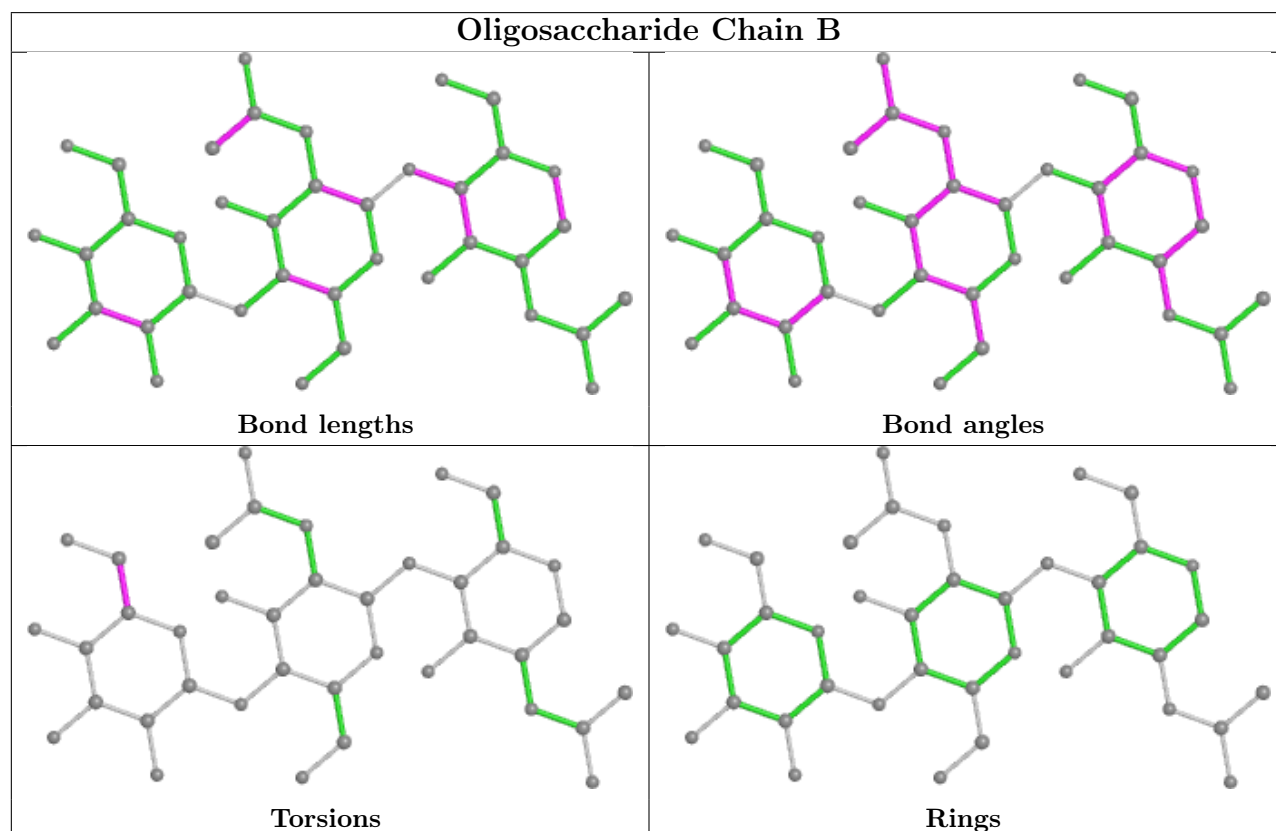 Oligosaccharide Chain B
Bond lengths
Bond angles
Torsions
Rings